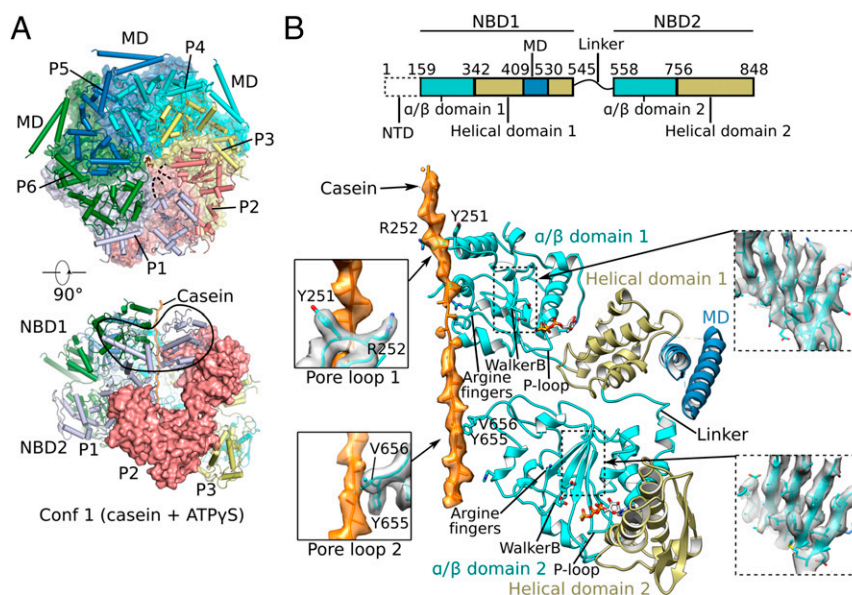 A
MD
P4
P5
MD
MD
P3
P6
P2
P1
90°
Casein
NBD1
NBD2
P1
P2
P3
Conf 1 (casein + ATPγS)
B
NBD1
NBD2
MD
Linker
1
159
342
409
530
545
558
756
848
α/β domain 1
α/β domain 2
Helical domain 1
Helical domain 2
NTD
Casein
Y251
R252
α/β domain 1
Helical domain 1
MD
Y251
R252
Pore loop 1
WalkerB
Argine
fingers
P-loop
Linker
V656
Y655
V656
Y655
Pore loop 2
Argine
fingers
WalkerB
P-loop
α/β domain 2
Helical domain 2